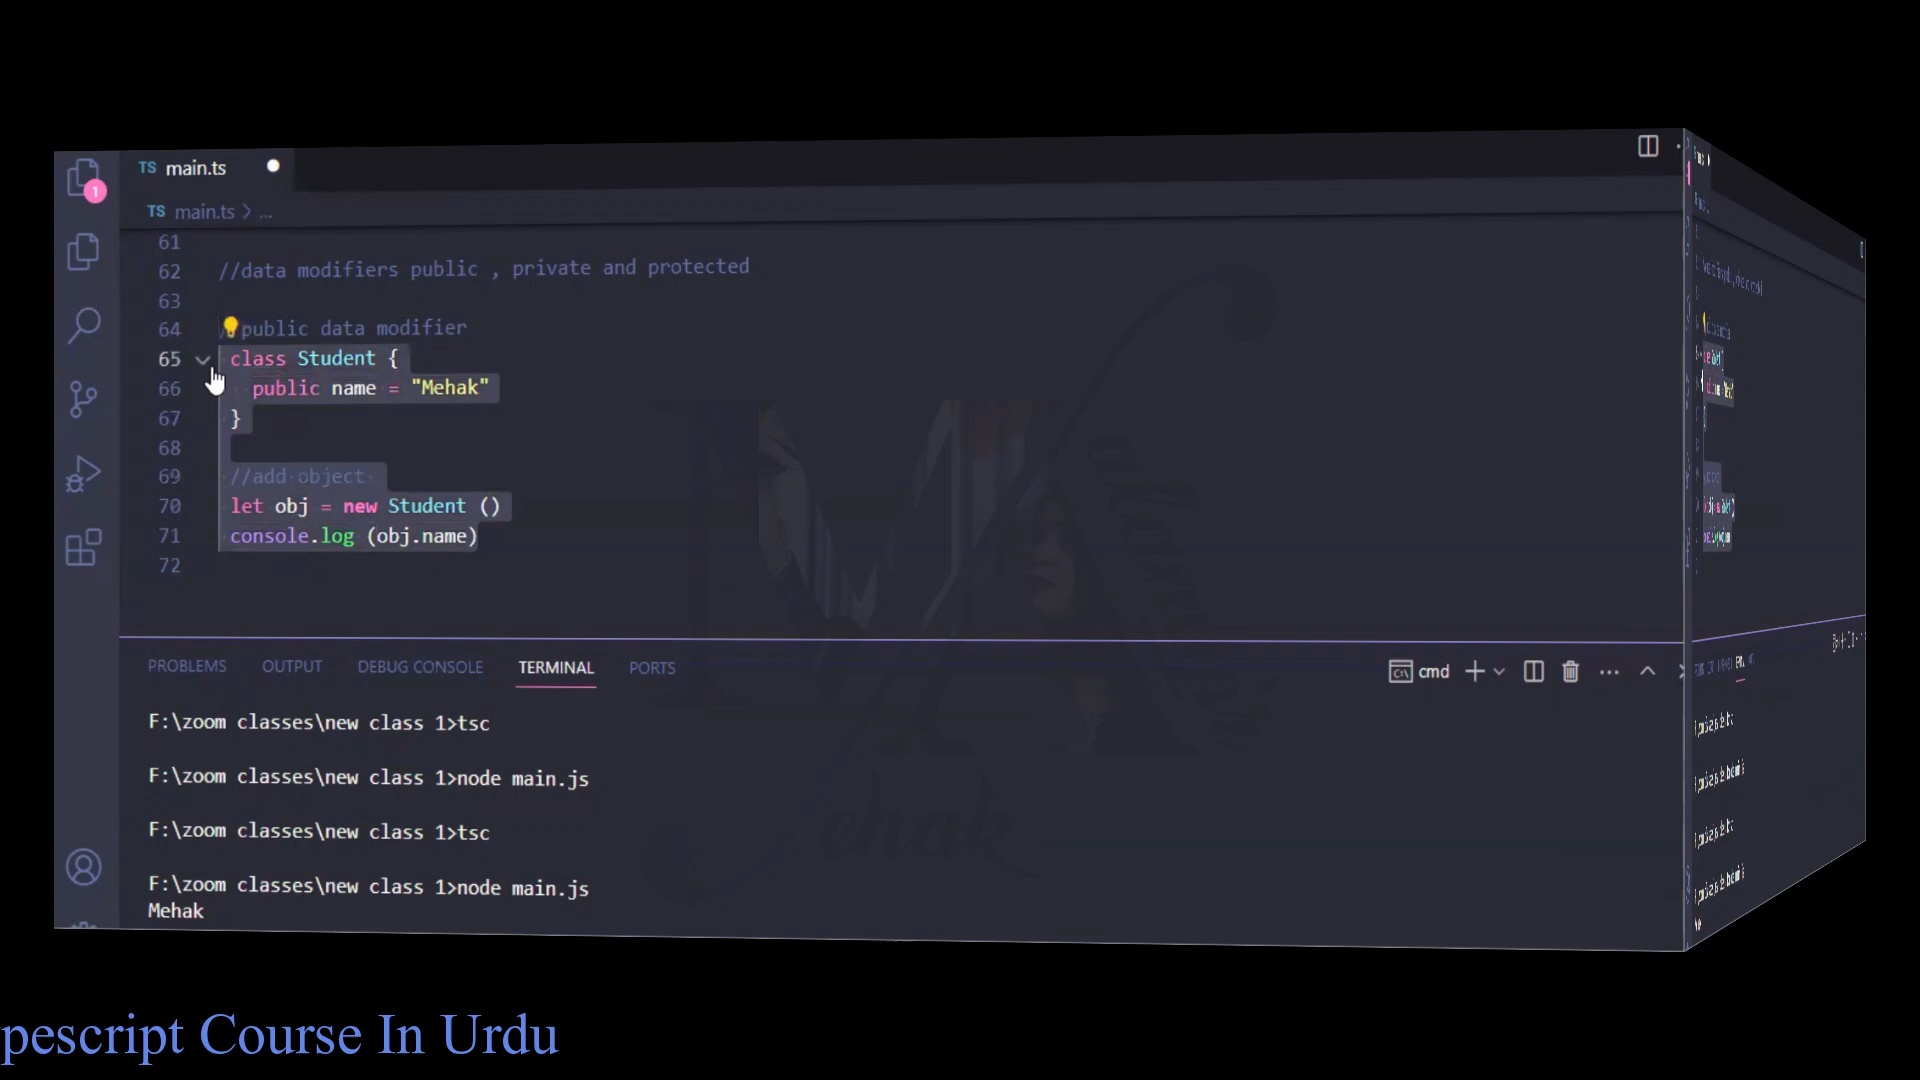 1
TS main.ts
TS main.ts > ...
61
62 //data modifiers public , private and protected
63
64 /public data modifier
65 class Student {
66 public name = "Mehak"
67 }
68
69 //add object
70 let obj = new Student ()
71 console.log (obj.name)
72
PROBLEMS OUTPUT DEBUG CONSOLE TERMINAL PORTS cmd
F:\zoom classes\new class 1>tsc
F:\zoom classes\new class 1>node main.js
F:\zoom classes\new class 1>tsc
F:\zoom classes\new class 1>node main.js
Mehak
ehak
pescript Course In Urdu